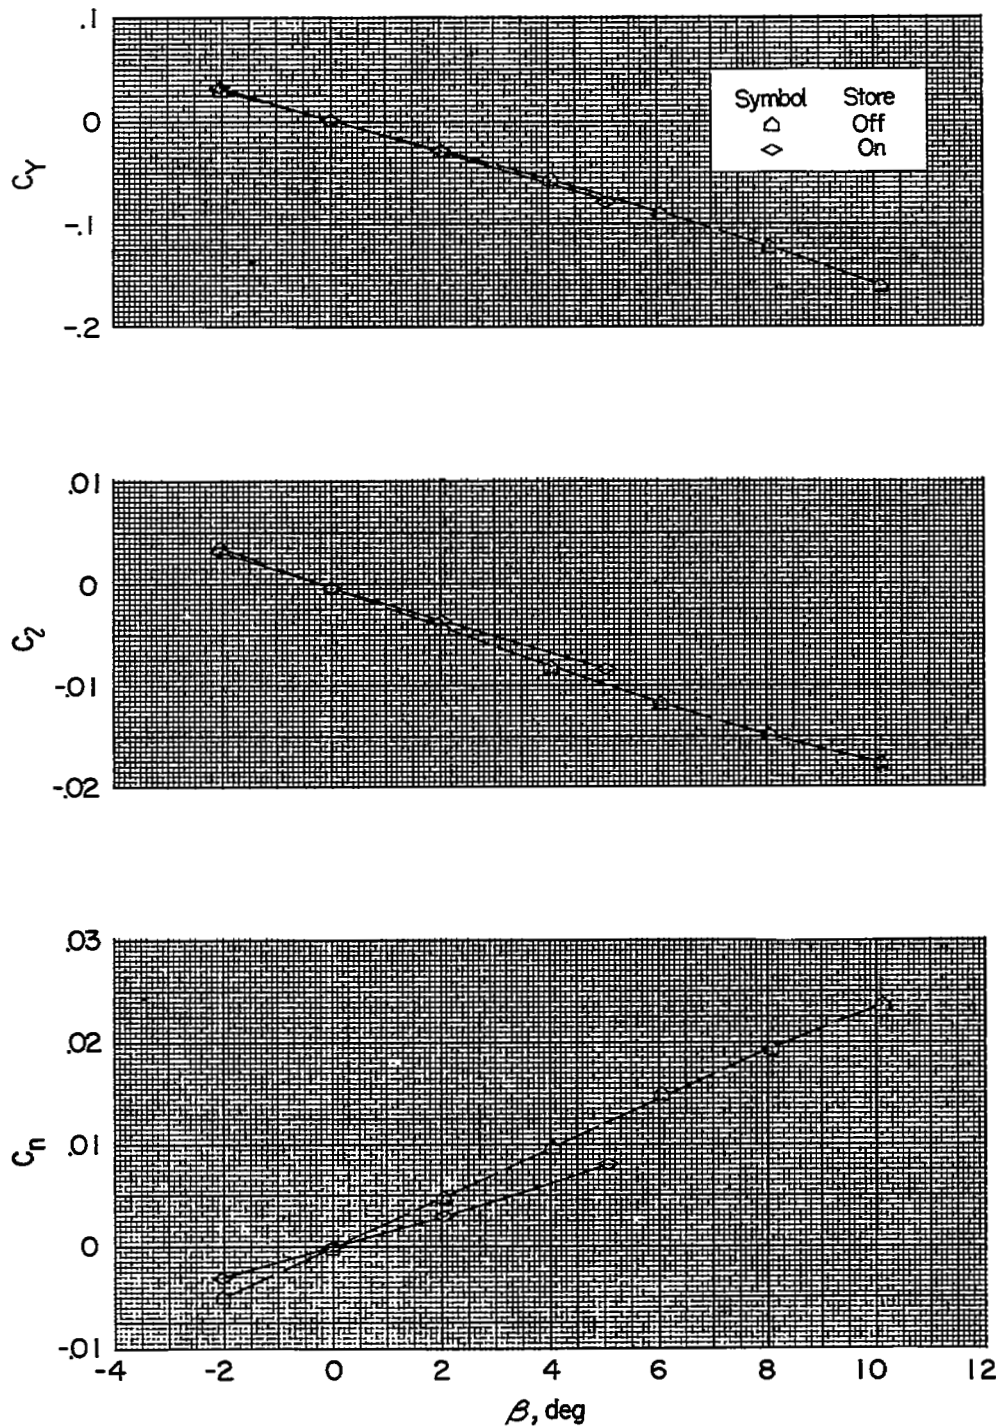 .1
0
-.1
-.2
C_Y
Symbol Store
Off
On
.01
0
-.01
-.02
C_l
.03
.02
.01
0
-.01
C_n
-4 -2 0 2 4 6 8 10 12
β, deg